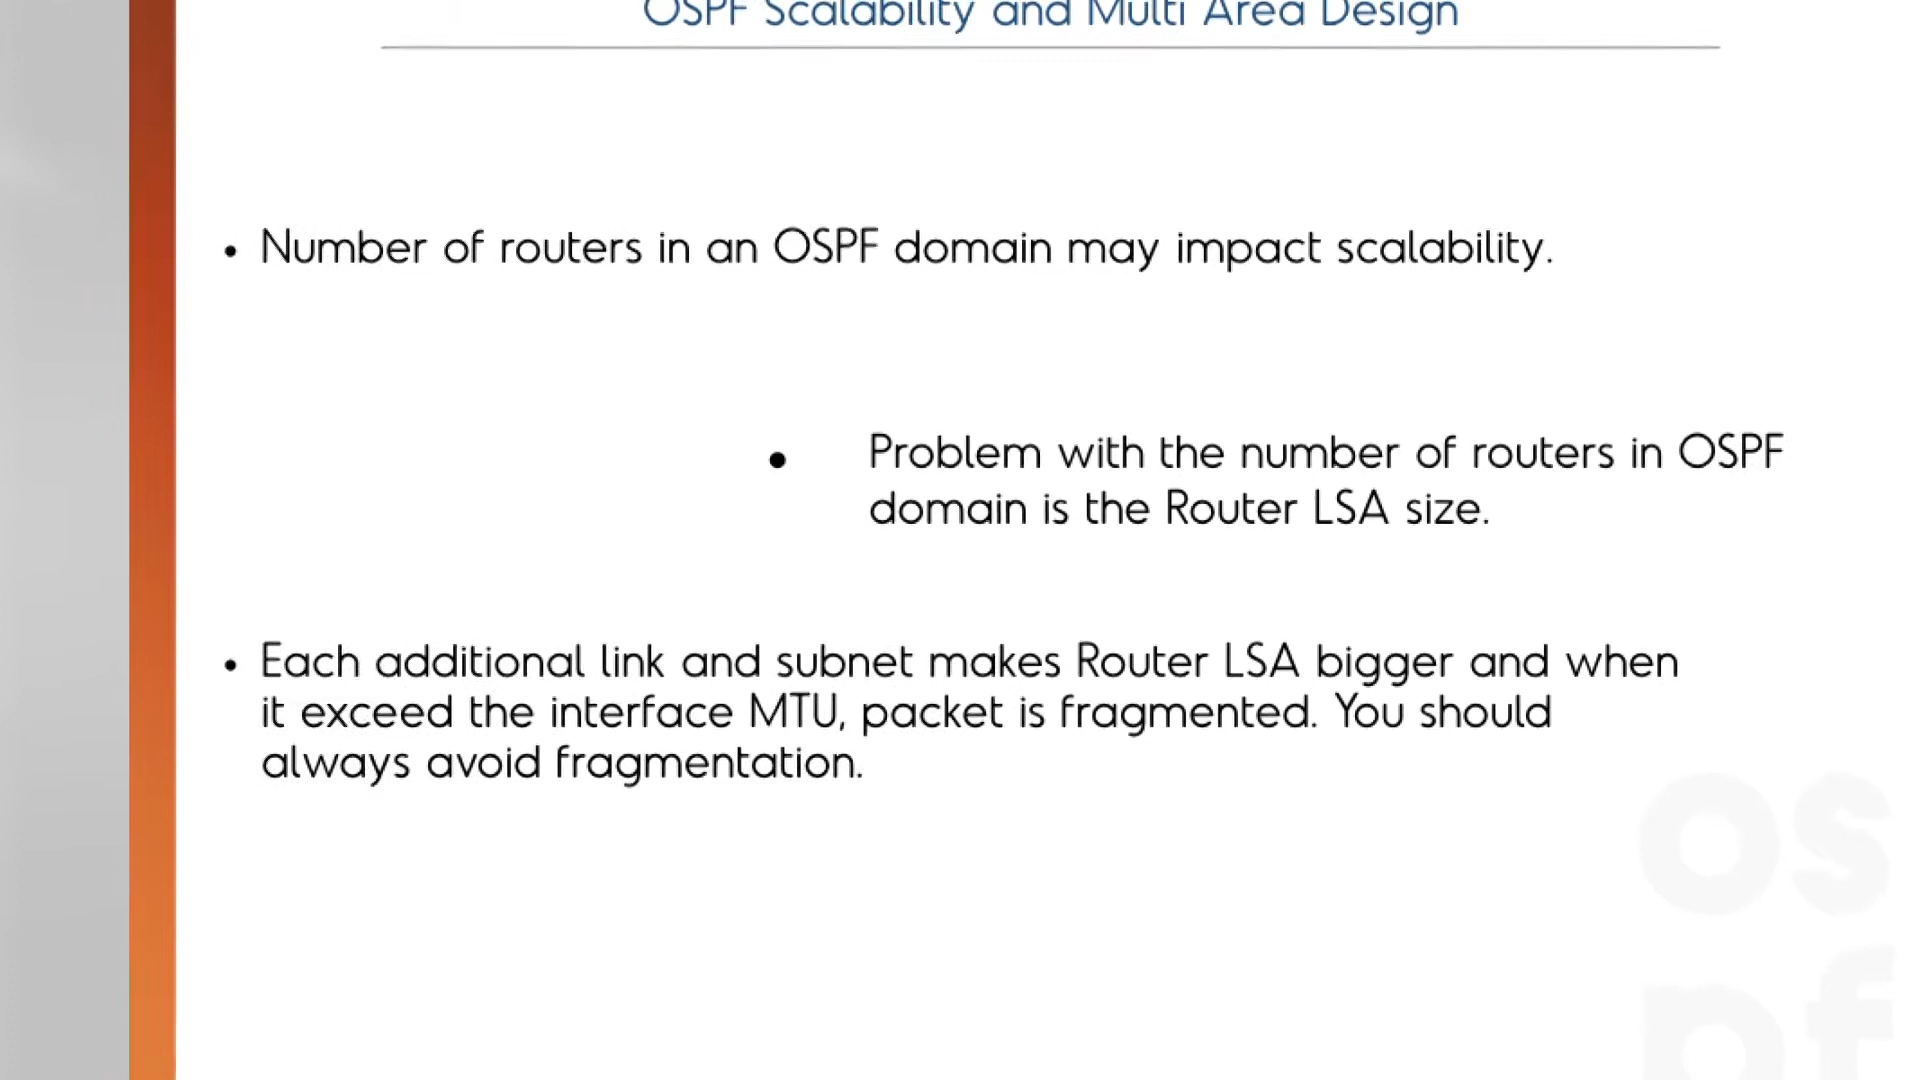 OSPF Scalability and Multi Area Design
• Number of routers in an OSPF domain may impact scalability.
• Problem with the number of routers in OSPF
domain is the Router LSA size.
• Each additional link and subnet makes Router LSA bigger and when
it exceed the interface MTU, packet is fragmented. You should
always avoid fragmentation.
os
pf